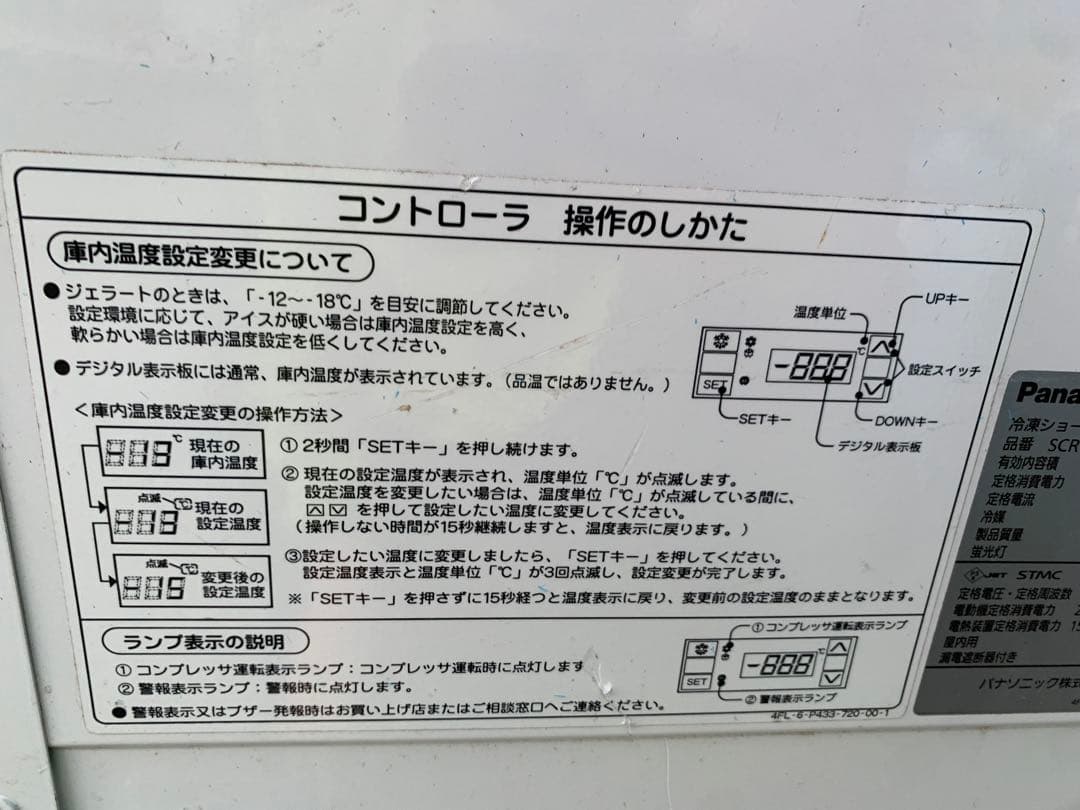 コントローラ 操作のしかた
庫内温度設定変更について
●ジェラートのときは、「-12～-18℃」を目安に調節してください。
設定環境に応じて、アイスが硬い場合は庫内温度設定を高く、
軟らかい場合は庫内温度設定を低くしてください。
●デジタル表示板には通常、庫内温度が表示されています。(品温ではありません。)
UPキー
温度単位
℃
-888
設定スイッチ
SET
SETキー
DOWNキー
デジタル表示板
＜庫内温度設定変更の操作方法＞
℃
現在の
庫内温度
点滅
℃
現在の
設定温度
点滅
℃
変更後の
設定温度
①2秒間「SETキー」を押し続けます。
②現在の設定温度が表示され、温度単位「℃」が点滅します。
設定温度を変更したい場合は、温度単位「℃」が点滅している間に、
を押して設定したい温度に変更してください。
(操作しない時間が15秒継続しますと、温度表示に戻ります。)
③設定したい温度に変更しましたら、「SETキー」を押してください。
設定温度表示と温度単位「℃」が3回点滅し、設定変更が完了します。
※「SETキー」を押さずに15秒経つと温度表示に戻り、変更前の設定温度のままとなります。
ランプ表示の説明
①コンプレッサ運転表示ランプ：コンプレッサ運転時に点灯します
②警報表示ランプ：警報時に点灯します。
●警報表示又はブザー発報時はお買い上げ店またはご相談窓口へご連絡ください。
①コンプレッサ運転表示ランプ
-888
℃
SET
②警報表示ランプ
4FL-6-P433-720-00-1
Pana
冷凍ショー
品番 SCR
有効内容積
定格消費電力
定格電流
冷媒
製品質量
蛍光灯
JET STMC
定格電圧・定格周波数
電動機定格消費電力 2
電熱装置定格消費電力 15
屋内用
漏電遮断器付き
パナソニック株式